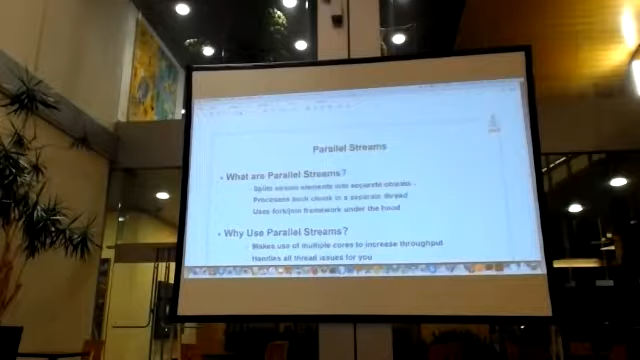 Parallel Streams
What are Parallel Streams?
Splits stream elements into separate chunks
Processes each chunk in a separate thread
Uses fork/join framework under the hood
Why Use Parallel Streams?
Makes use of multiple cores to increase throughput
Handles all thread issues for you